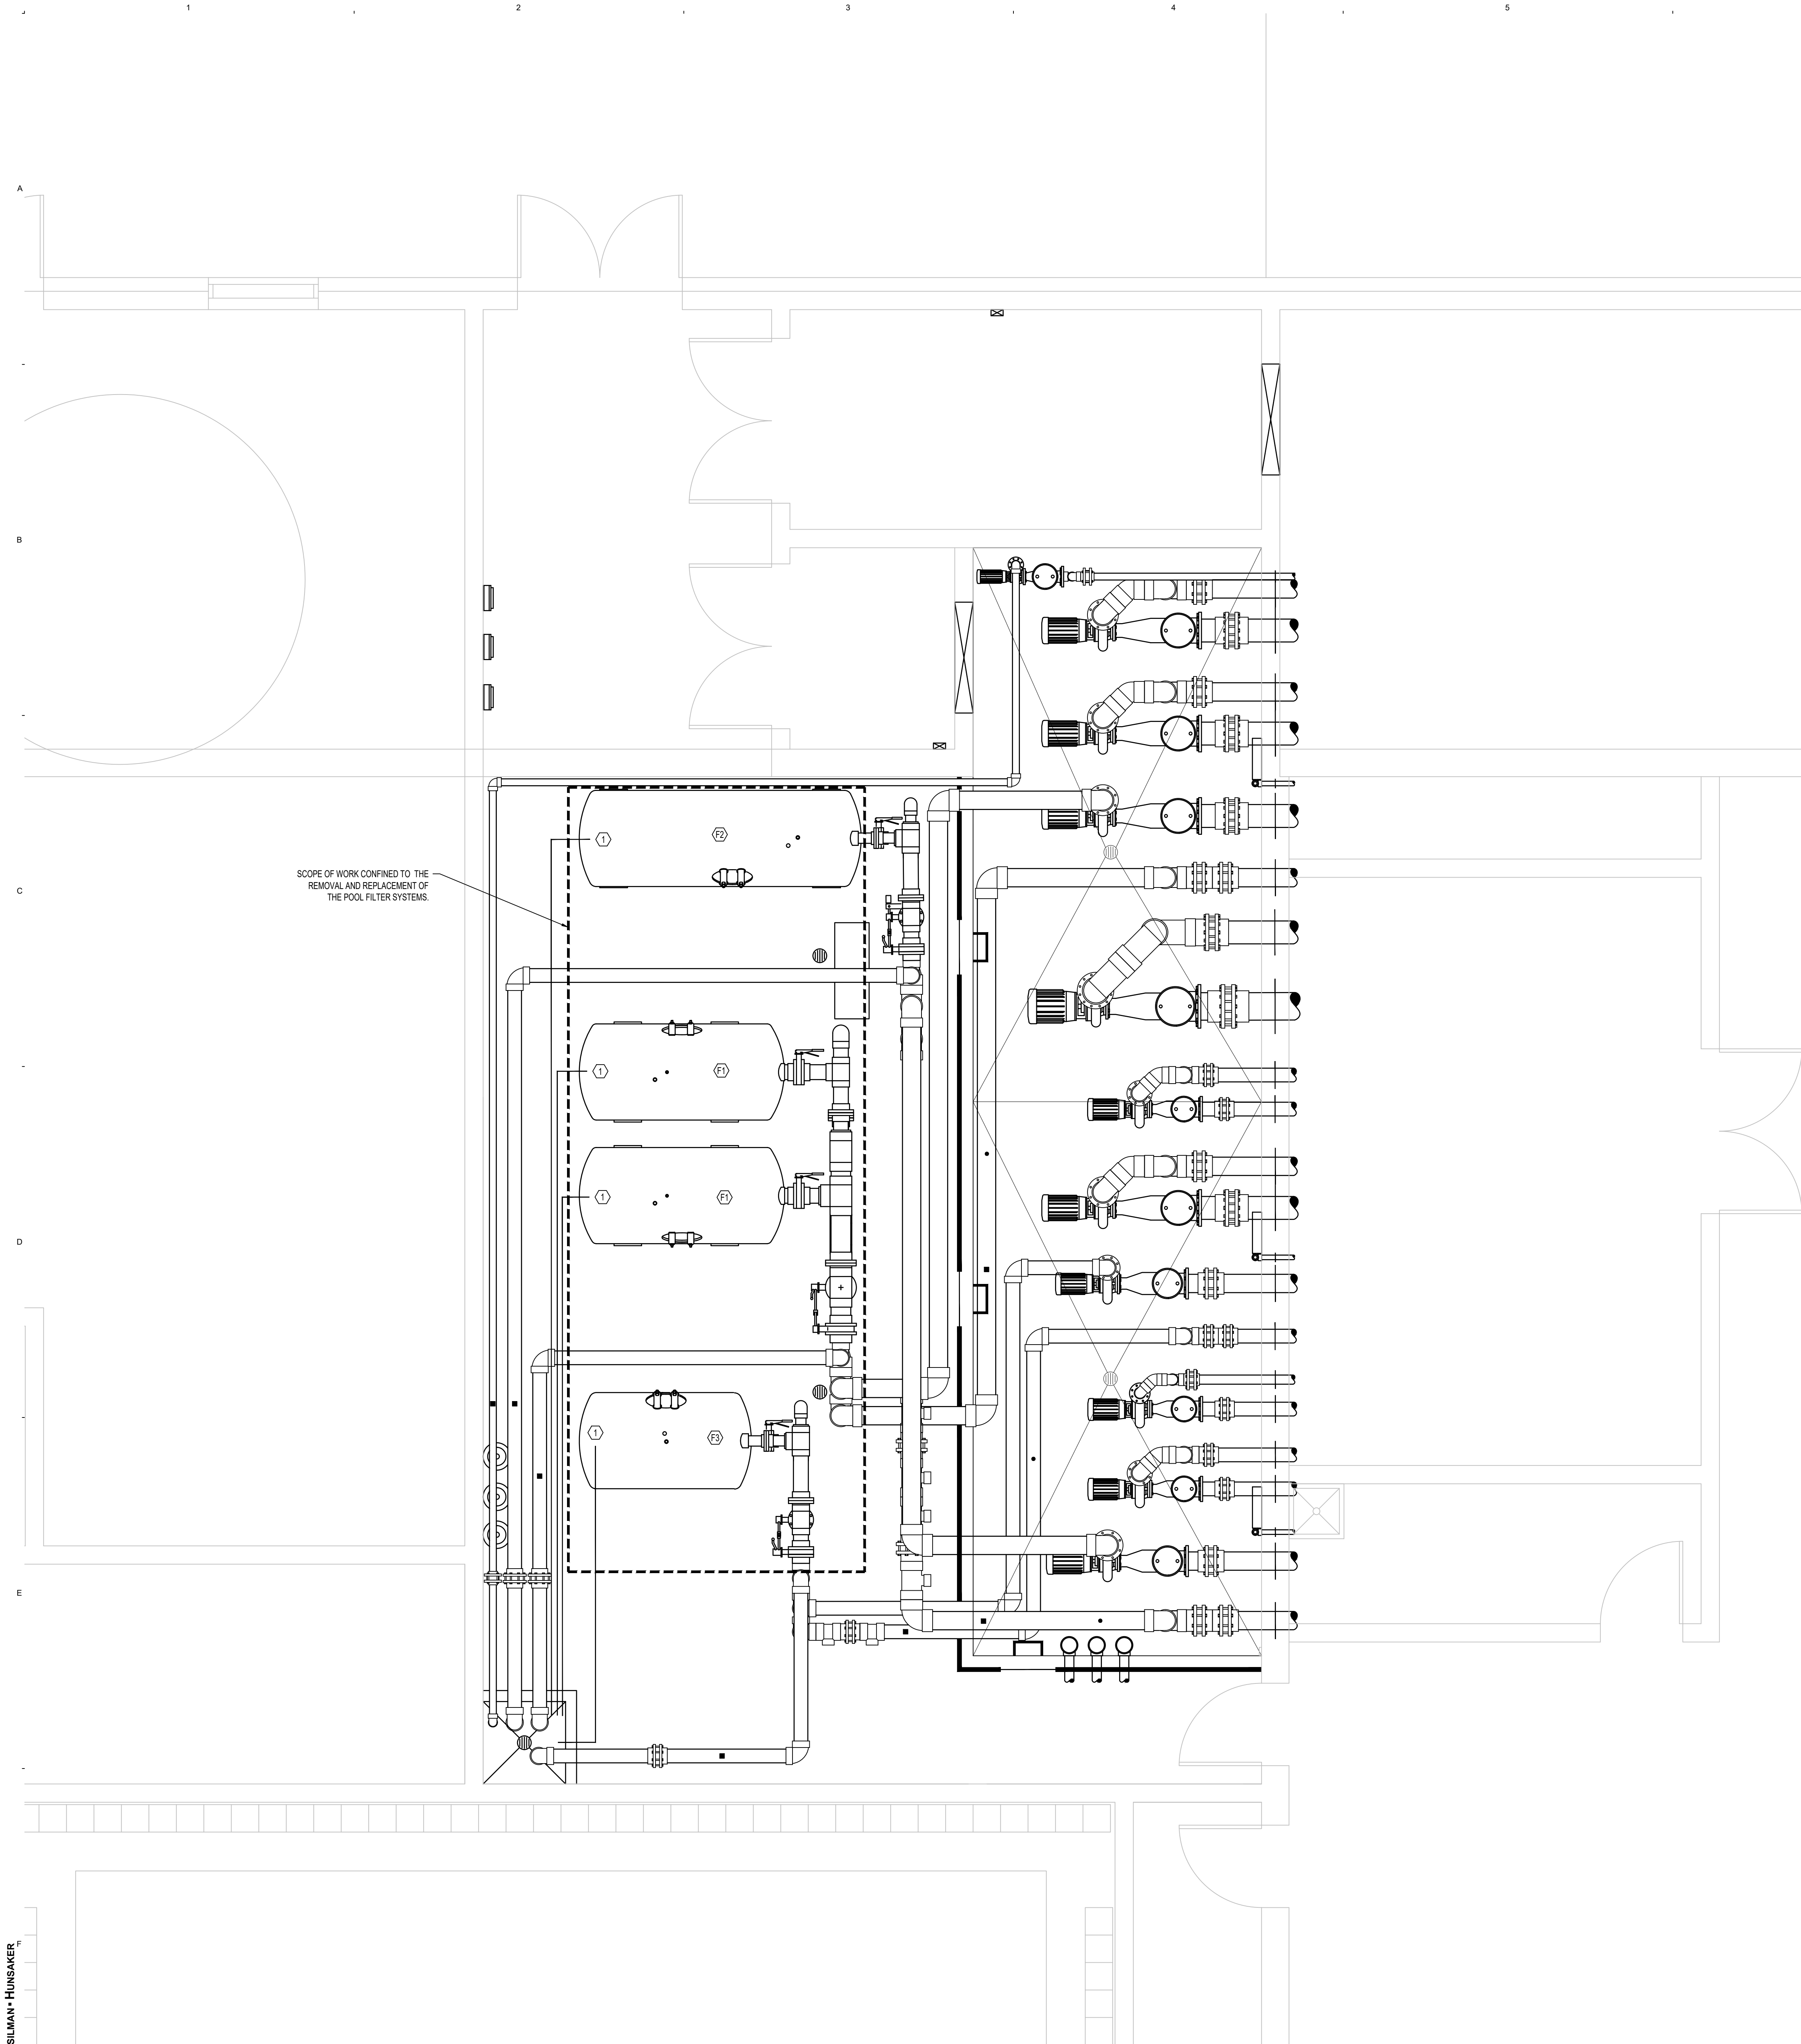 1 2 3 4 5
A
B
1 F2
SCOPE OF WORK CONFINED TO THE
REMOVAL AND REPLACEMENT OF
THE POOL FILTER SYSTEMS.
C
1 F1
1 F1
D
1 F3
E
F
SILMAN▪HUNSAKER